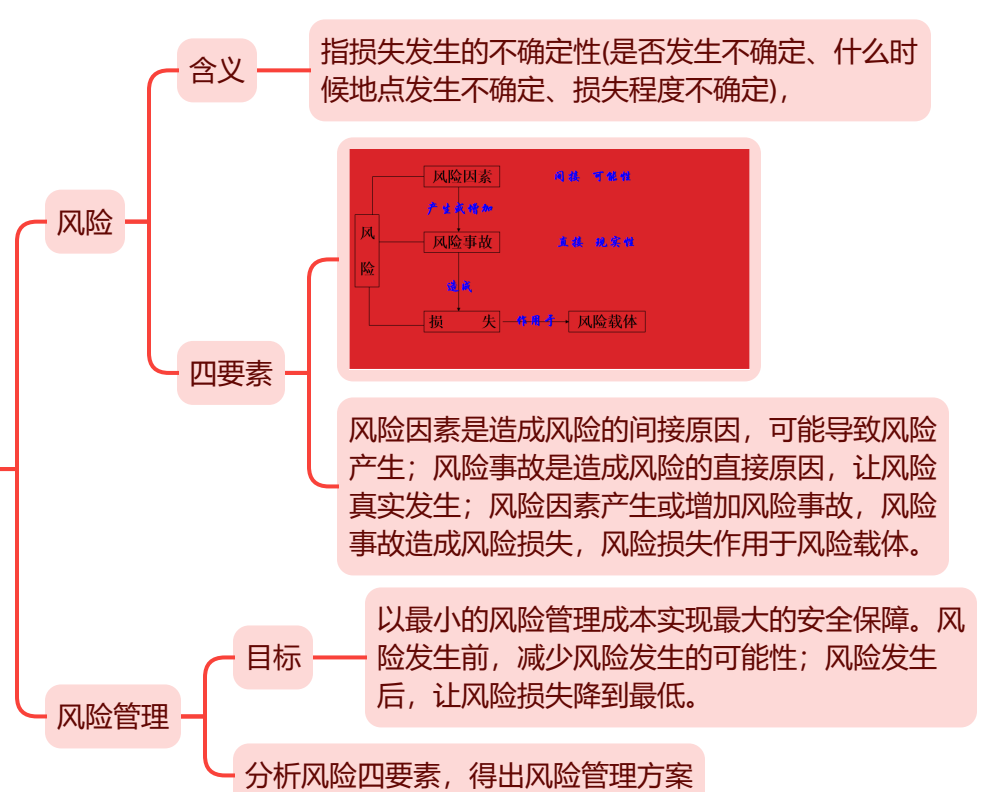 含义
指损失发生的不确定性(是否发生不确定、什么时
候地点发生不确定、损失程度不确定)，
风险
风险因素
间接 可能性
产生或增加
风
险
风险事故
直接 现实性
造成
损 失
作用于
风险载体
四要素
风险因素是造成风险的间接原因，可能导致风险
产生；风险事故是造成风险的直接原因，让风险
真实发生；风险因素产生或增加风险事故，风险
事故造成风险损失，风险损失作用于风险载体。
风险管理
目标
以最小的风险管理成本实现最大的安全保障。风
险发生前，减少风险发生的可能性；风险发生
后，让风险损失降到最低。
分析风险四要素，得出风险管理方案